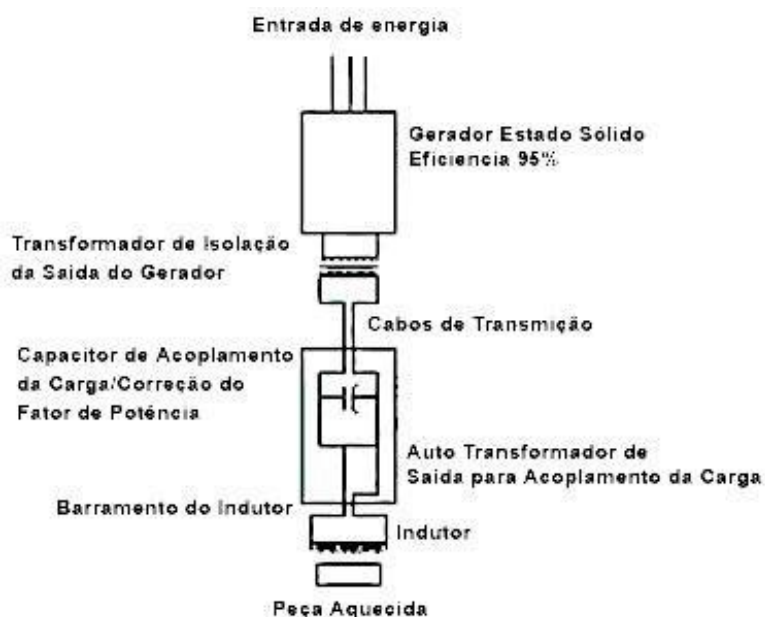 Entrada de energia
Gerador Estado Sólido
Eficiencia 95%
Transformador de Isolação
da Saida do Gerador
Cabos de Transmição
Capacitor de Acoplamento
da Carga/Correção do
Fator de Potência
Auto Transformador de
Saida para Acoplamento da Carga
Barramento do Indutor
Indutor
Peça Aquecida